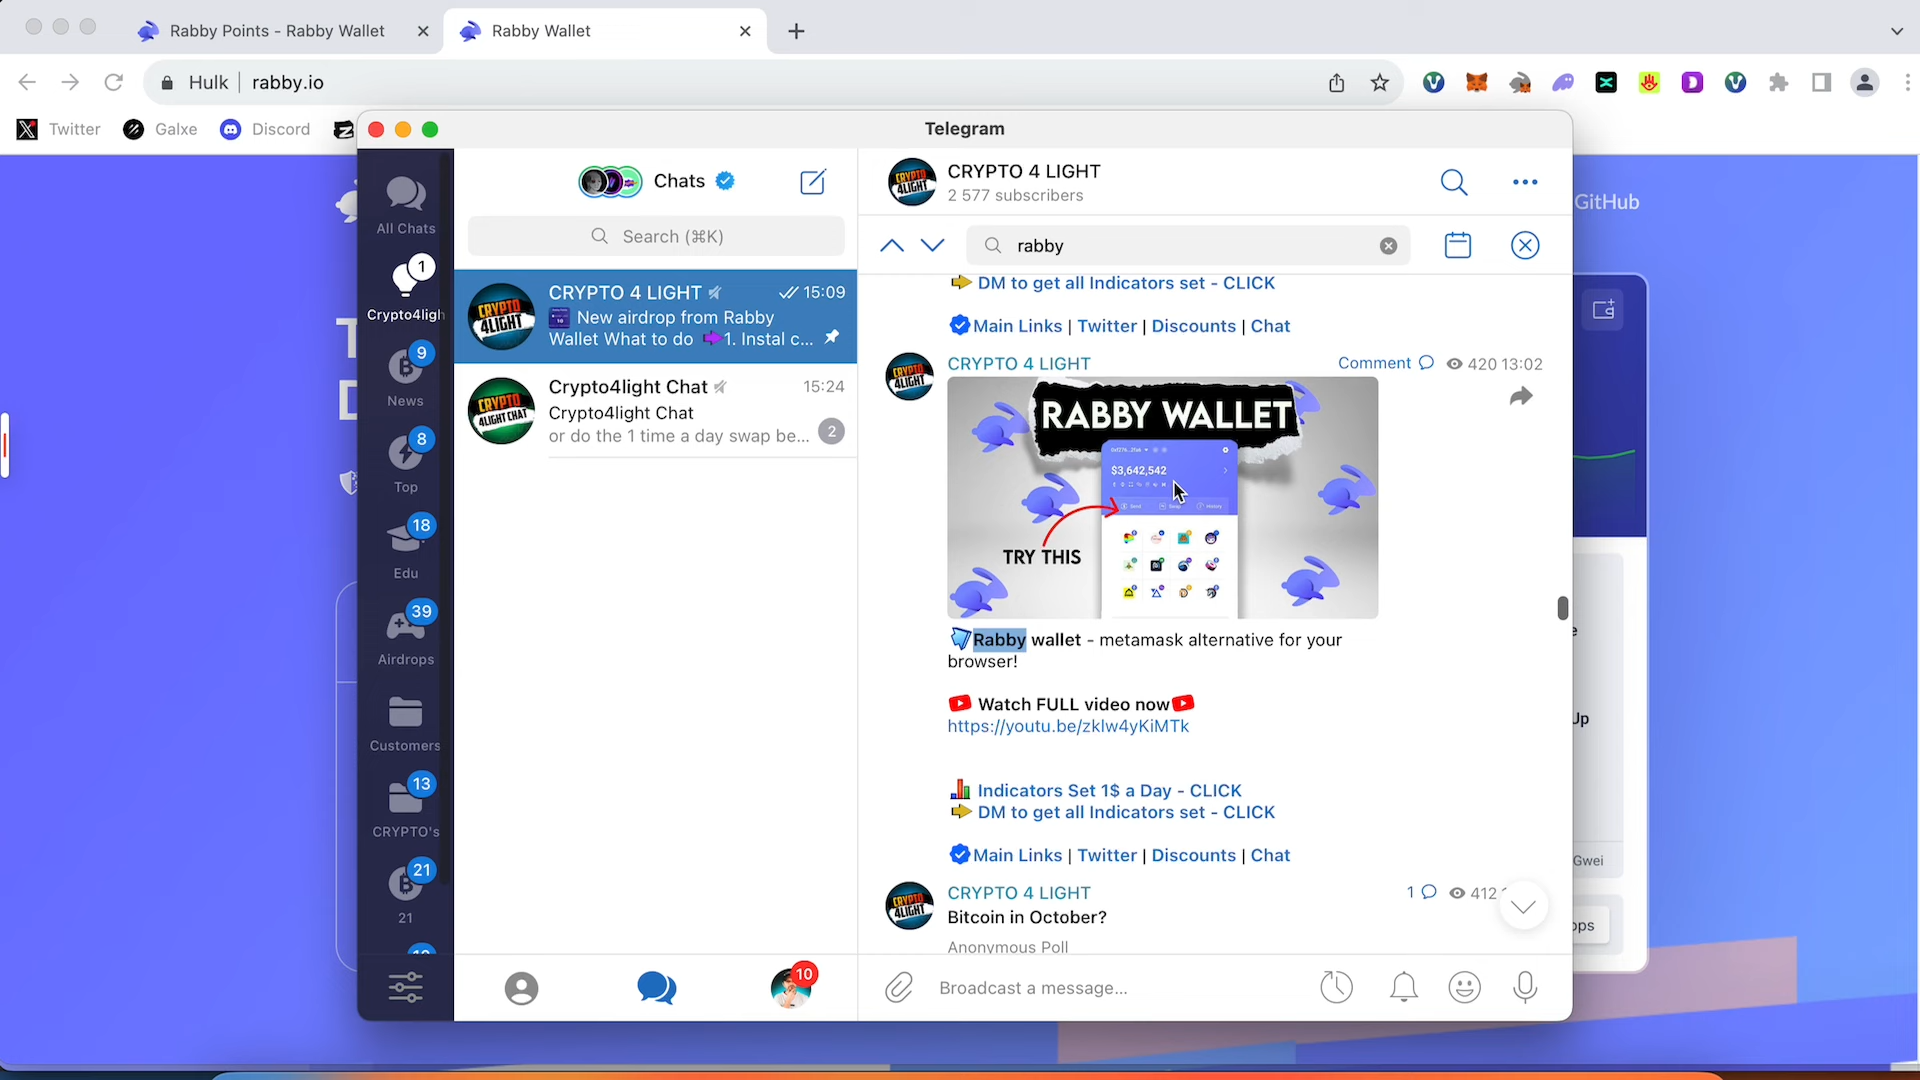 Rabby Points - Rabby Wallet
Rabby Wallet
Hulk
rabby.io
Twitter
Galxe
Discord
Telegram
GitHub
All Chats
1
Crypto4ligh
9
News
8
Top
18
Edu
39
Airdrops
Customers
13
CRYPTO's
21
21
Chats
Search (⌘K)
CRYPTO 4 LIGHT
15:09
New airdrop from Rabby
Wallet What to do ➡1. Instal c...
Crypto4light Chat
15:24
Crypto4light Chat
or do the 1 time a day swap be...
2
10
CRYPTO 4 LIGHT
2 577 subscribers
rabby
DM to get all Indicators set - CLICK
Main Links | Twitter | Discounts | Chat
CRYPTO 4 LIGHT
Comment
420 13:02
RABBY WALLET
$3,642,542
Send
Swap
History
TRY THIS
Rabby wallet - metamask alternative for your
browser!
Watch FULL video now
https://youtu.be/zklw4yKiMTk
Indicators Set 1$ a Day - CLICK
DM to get all Indicators set - CLICK
Main Links | Twitter | Discounts | Chat
CRYPTO 4 LIGHT
1
412
Bitcoin in October?
Anonymous Poll
Broadcast a message...
Up
Gwei